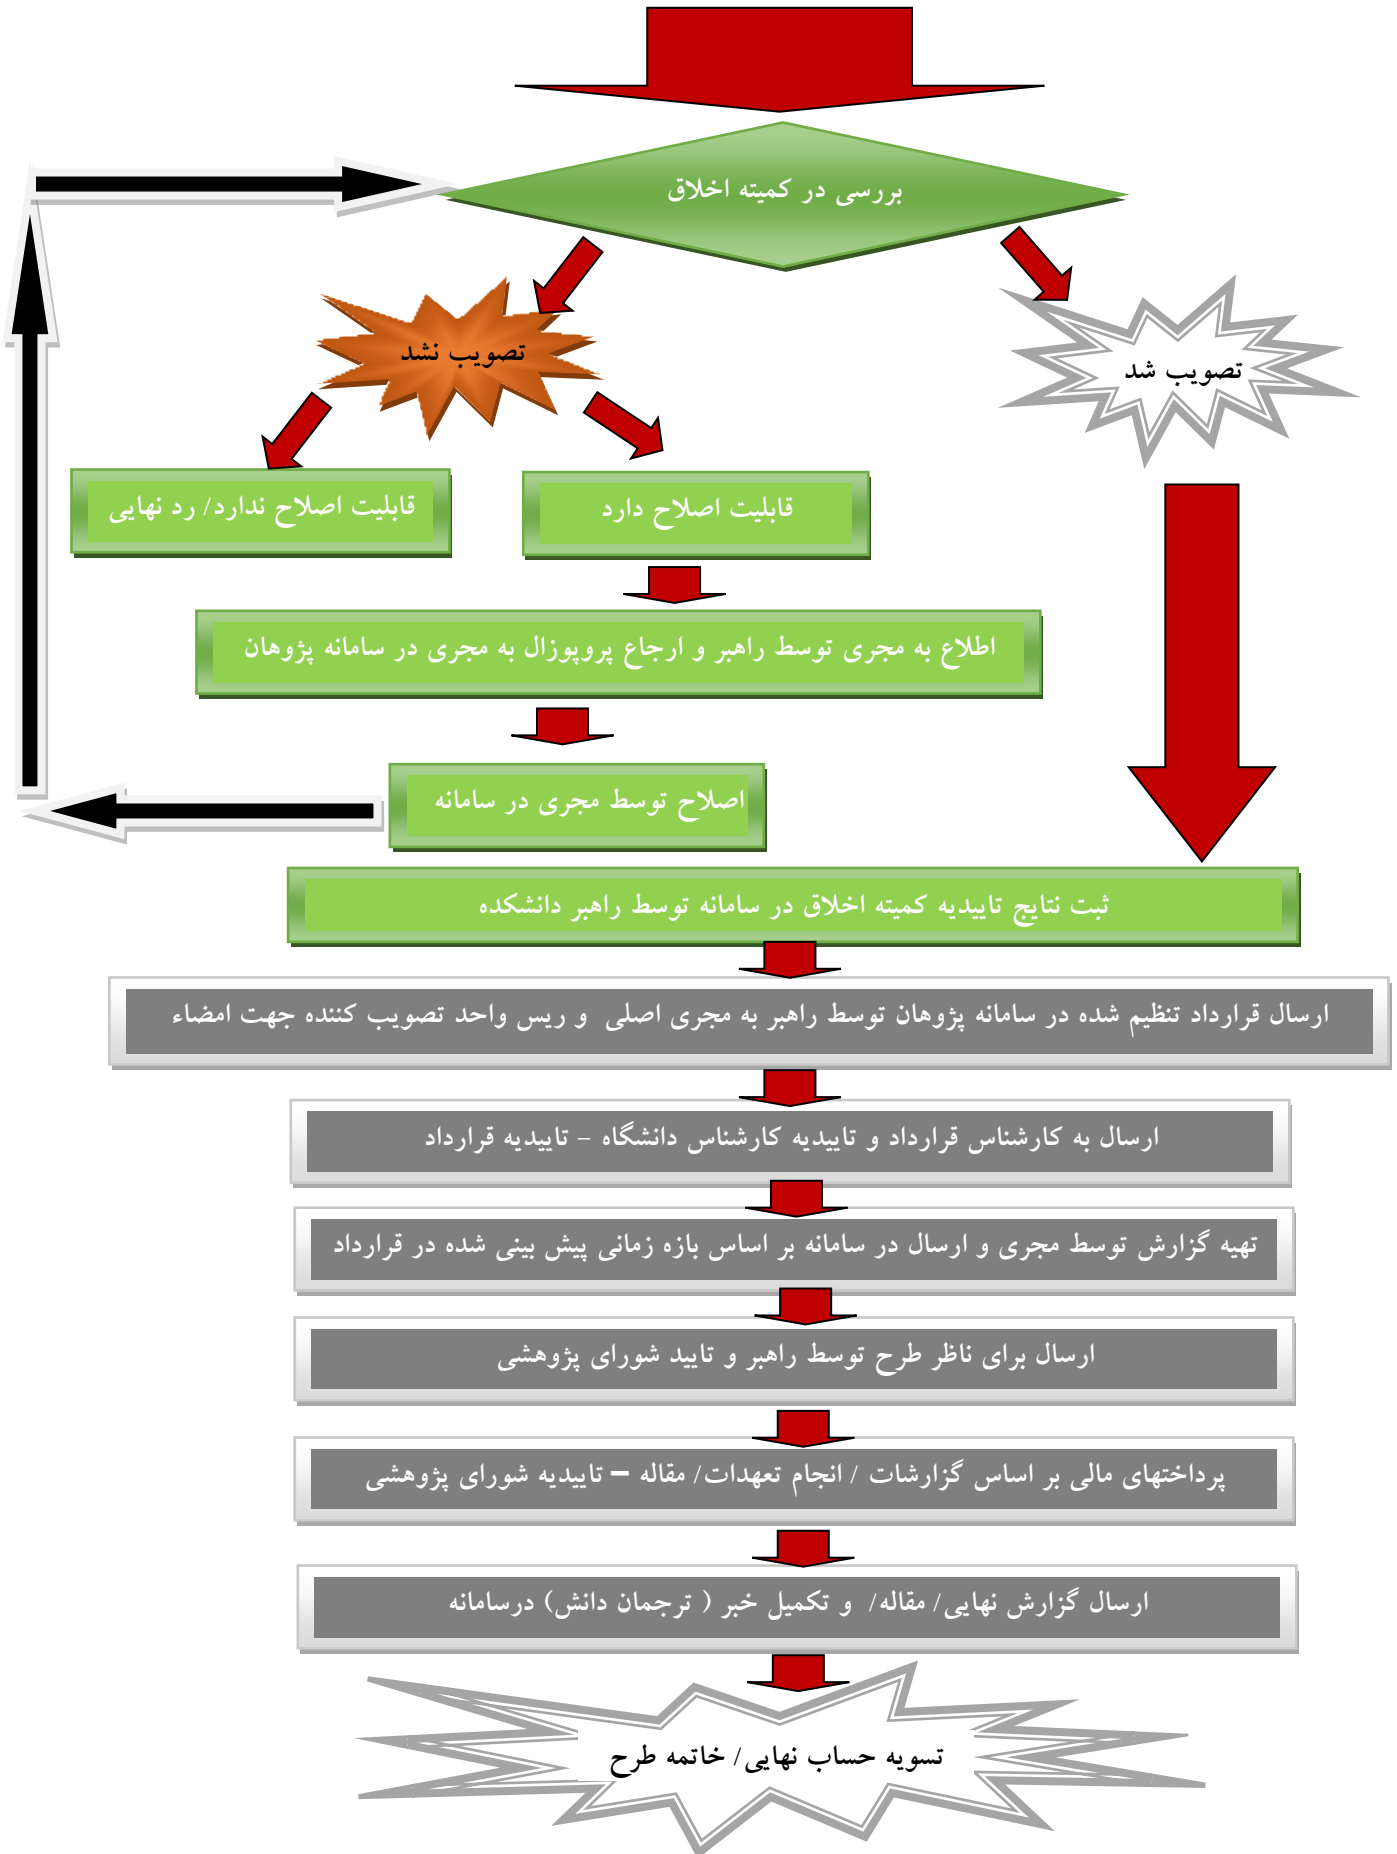 بررسی در کمیته اخلاق
تصویب نشد
تصویب شد
قابلیت اصلاح دارد
قابلیت اصلاح ندارد/ رد نهایی
اطلاع به مجری توسط راهبر و ارجاع پروپوزال به مجری در سامانه پژوهان
اصلاح توسط مجری در سامانه
ثبت نتایج تاییدیه کمیته اخلاق در سامانه توسط راهبر دانشکده
ارسال قرارداد تنظیم شده در سامانه پژوهان توسط راهبر به مجری اصلی و ریس واحد تصویب کننده جهت امضاء
ارسال به کارشناس قرارداد و تاییدیه کارشناس دانشگاه – تاییدیه قرارداد
تهیه گزارش توسط مجری و ارسال در سامانه بر اساس بازه زمانی پیش بینی شده در قرارداد
ارسال برای ناظر طرح توسط راهبر و تایید شورای پژوهشی
پرداختهای مالی بر اساس گزارشات / انجام تعهدات/ مقاله – تاییدیه شورای پژوهشی
ارسال گزارش نهایی/ مقاله/ و تکمیل خبر ( ترجمان دانش) درسامانه
تسویه حساب نهایی/ خاتمه طرح